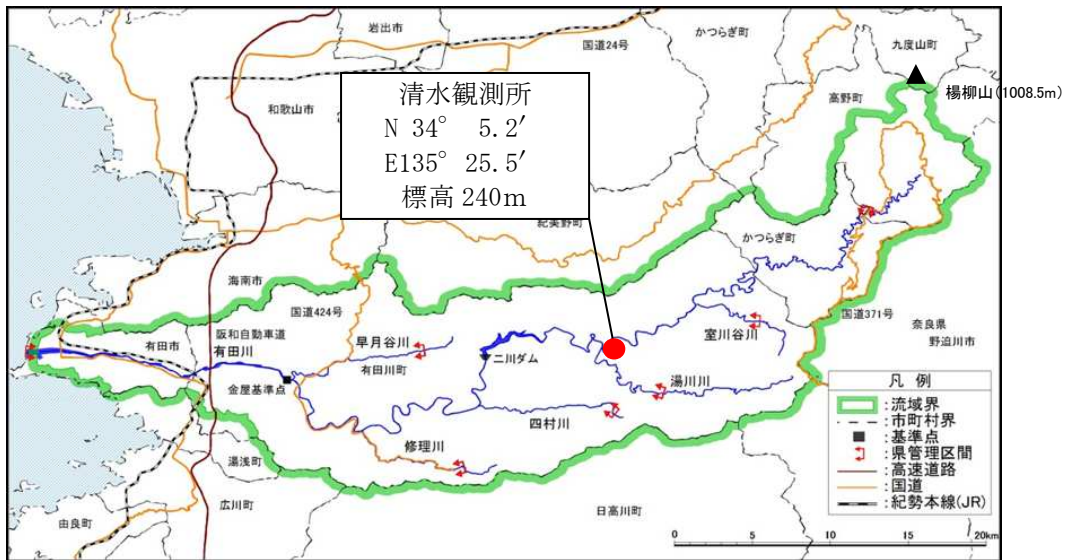 岩出市
国道24号
かつらぎ町
九度山町
楊柳山(1008.5m)
高野町
和歌山市
清水観測所
N 34° 5.2′
E135° 25.5′
標高 240m
紀美野町
かつらぎ町
海南市
国道424号
国道371号
奈良県
野迫川市
有田市
阪和自動車道
有田川
早月谷川
有田川町
二川ダム
室川谷川
金屋基準点
湯川川
四村川
修理川
湯浅町
広川町
由良町
日高川町
凡 例
:流域界
:市町村界
:基準点
:県管理区間
:高速道路
:国道
:紀勢本線(JR)
0 5 10 15 20km